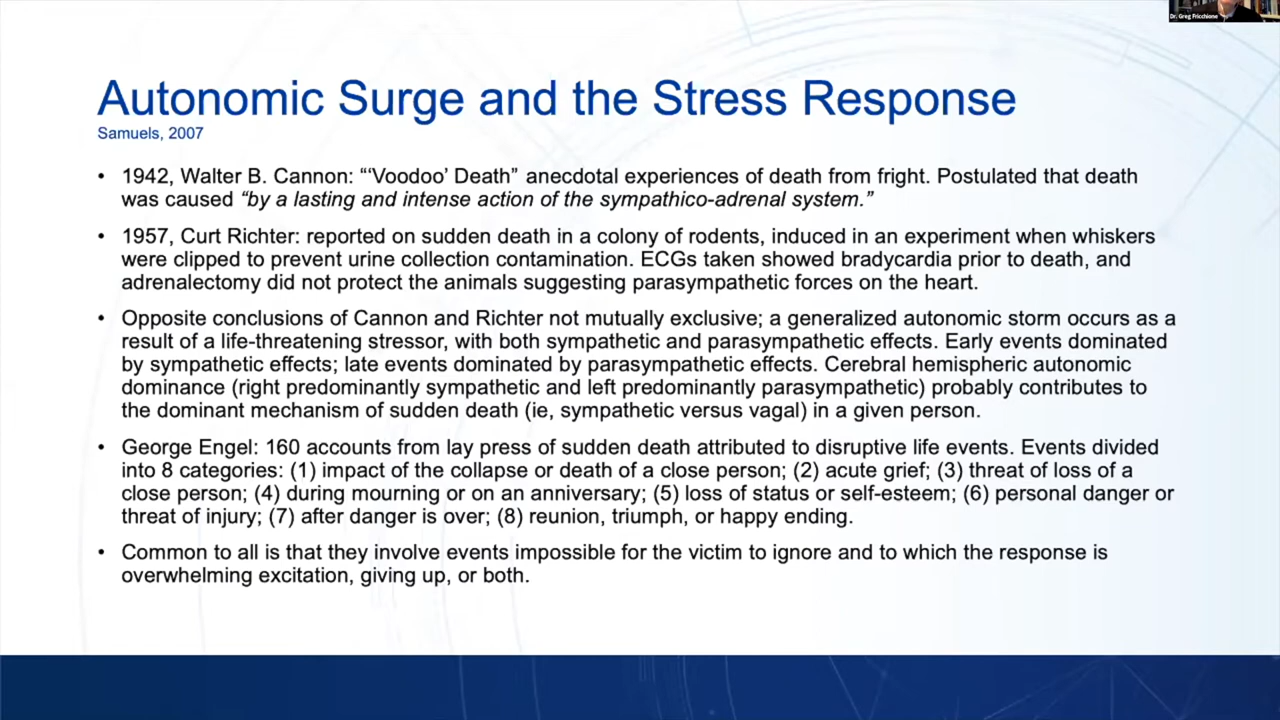 Dr. Greg Fricchione
Autonomic Surge and the Stress Response
Samuels, 2007
• 1942, Walter B. Cannon: “‘Voodoo’ Death” anecdotal experiences of death from fright. Postulated that death
was caused “by a lasting and intense action of the sympathico-adrenal system.”
• 1957, Curt Richter: reported on sudden death in a colony of rodents, induced in an experiment when whiskers
were clipped to prevent urine collection contamination. ECGs taken showed bradycardia prior to death, and
adrenalectomy did not protect the animals suggesting parasympathetic forces on the heart.
• Opposite conclusions of Cannon and Richter not mutually exclusive; a generalized autonomic storm occurs as a
result of a life-threatening stressor, with both sympathetic and parasympathetic effects. Early events dominated
by sympathetic effects; late events dominated by parasympathetic effects. Cerebral hemispheric autonomic
dominance (right predominantly sympathetic and left predominantly parasympathetic) probably contributes to
the dominant mechanism of sudden death (ie, sympathetic versus vagal) in a given person.
• George Engel: 160 accounts from lay press of sudden death attributed to disruptive life events. Events divided
into 8 categories: (1) impact of the collapse or death of a close person; (2) acute grief; (3) threat of loss of a
close person; (4) during mourning or on an anniversary; (5) loss of status or self-esteem; (6) personal danger or
threat of injury; (7) after danger is over; (8) reunion, triumph, or happy ending.
• Common to all is that they involve events impossible for the victim to ignore and to which the response is
overwhelming excitation, giving up, or both.